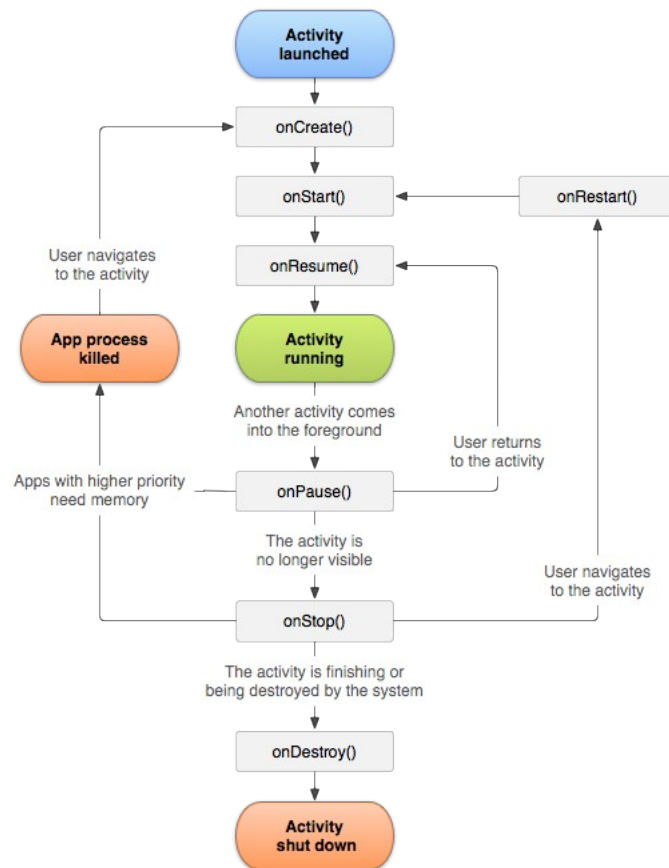 Activity
launched
onCreate()
onStart()
onRestart()
User navigates
to the activity
onResume()
App process
killed
Activity
running
Another activity comes
into the foreground
User returns
to the activity
Apps with higher priority
need memory
onPause()
The activity is
no longer visible
User navigates
to the activity
onStop()
The activity is finishing or
being destroyed by the system
onDestroy()
Activity
shut down